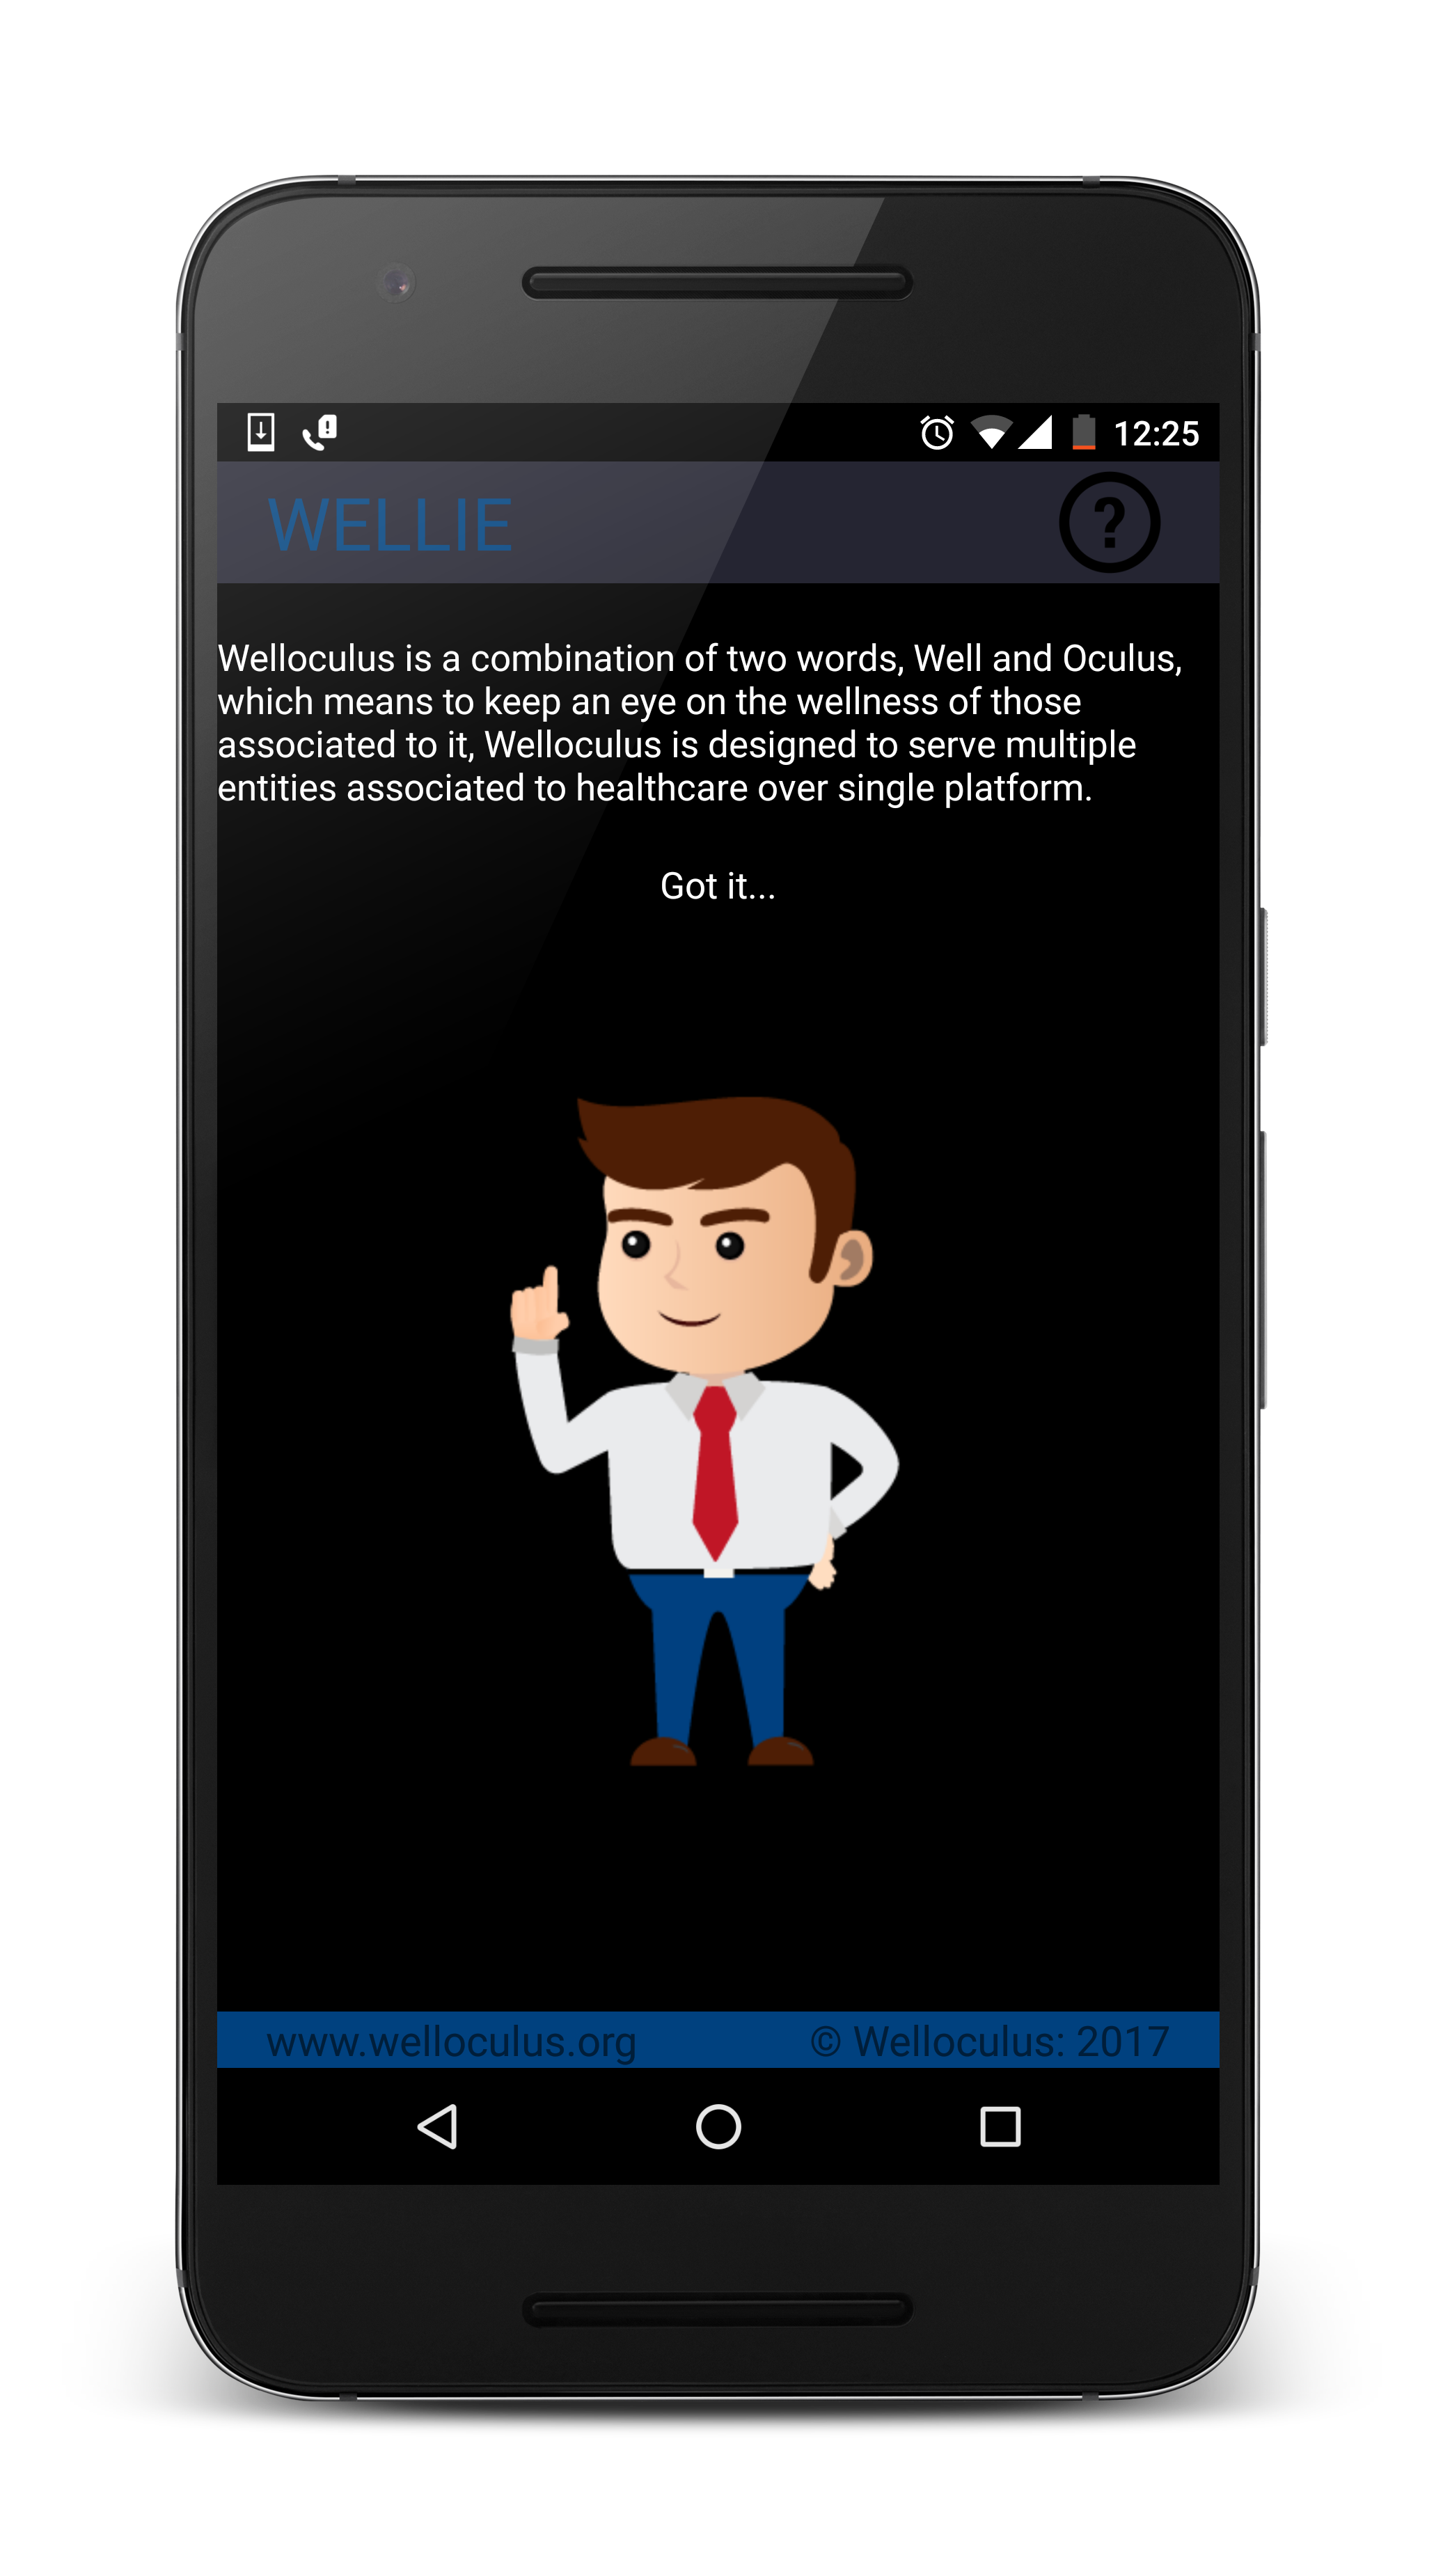 12:25
WELLIE
?
Welloculus is a combination of two words, Well and Oculus,
which means to keep an eye on the wellness of those
associated to it, Welloculus is designed to serve multiple
entities associated to healthcare over single platform.
Got it...
www.welloculus.org © Welloculus: 2017